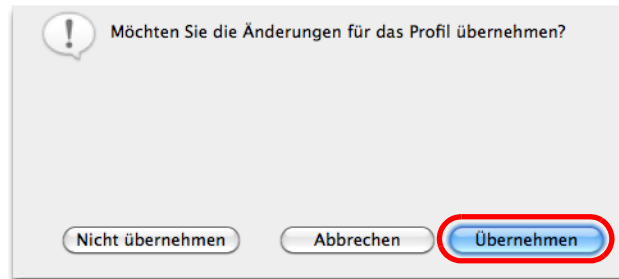 Möchten Sie die Änderungen für das Profil übernehmen?
Nicht übernehmen Abbrechen Übernehmen